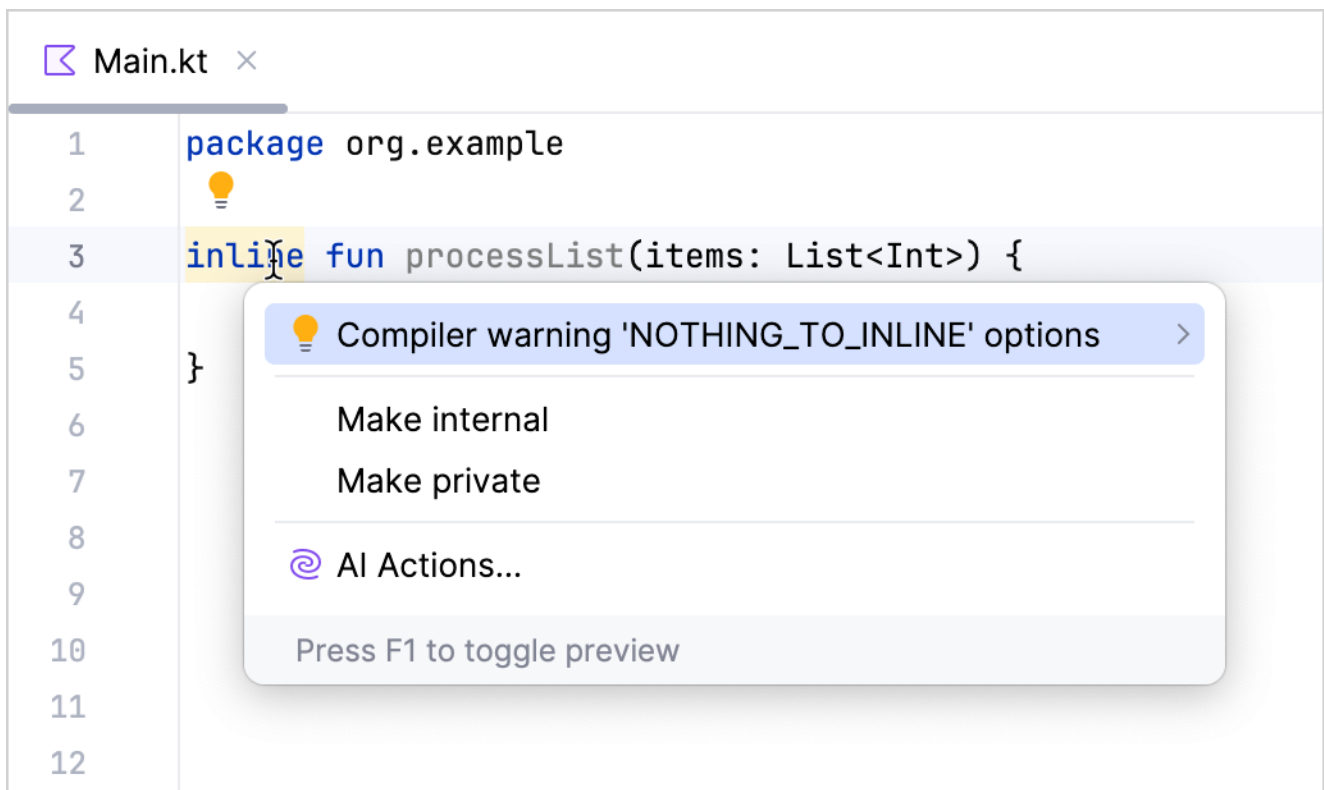 Main.kt
1 package org.example
2
3 inline fun processList(items: List<Int>) {
4
Compiler warning 'NOTHING_TO_INLINE' options
5 }
6
Make internal
7
Make private
8
AI Actions...
9
10
Press F1 to toggle preview
11
12